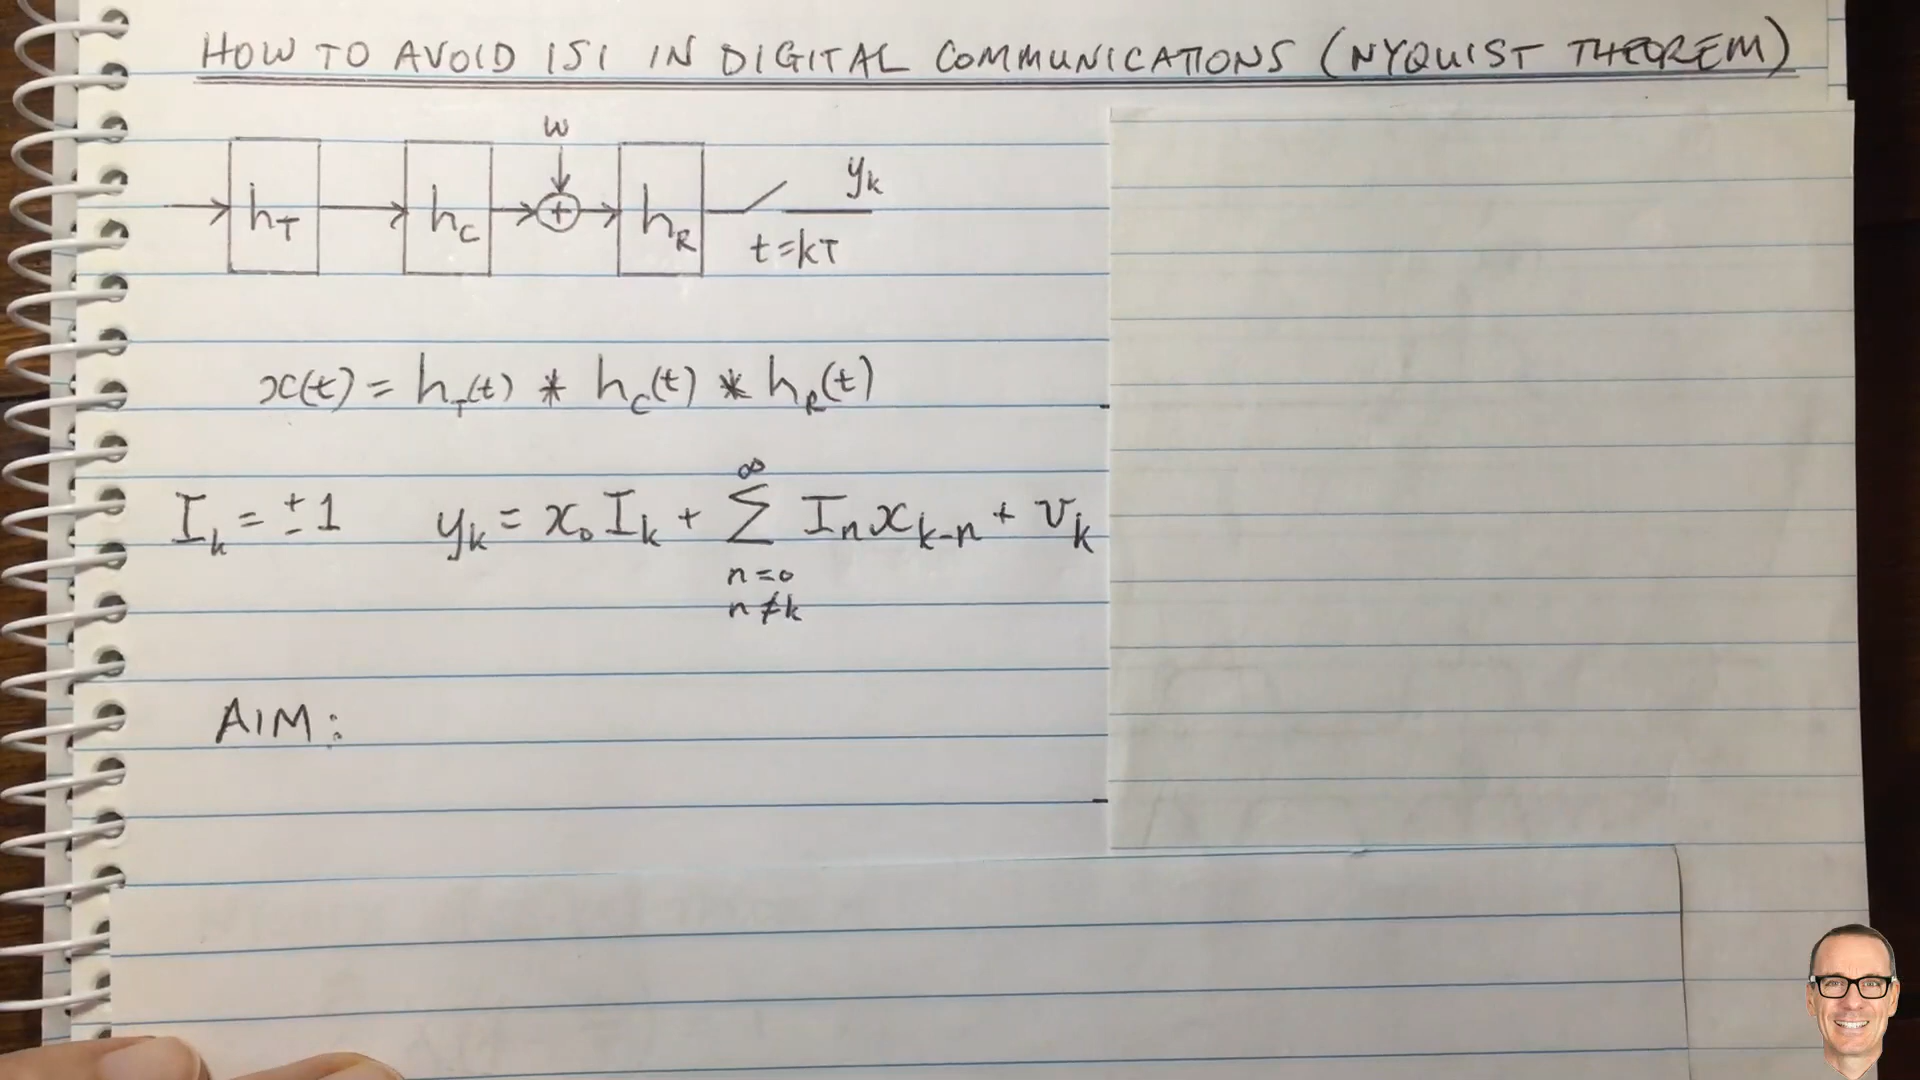 HOW TO AVOID ISI IN DIGITAL COMMUNICATIONS (NYQUIST THEOREM)
w
h_T h_C + h_R y_k
t=kT
x(t) = h_T(t) * h_C(t) * h_R(t)
I_k = ±1 y_k = x_0 I_k + ∑ I_n x_{k-n} + v_k
∞
n=0
n≠k
AIM: